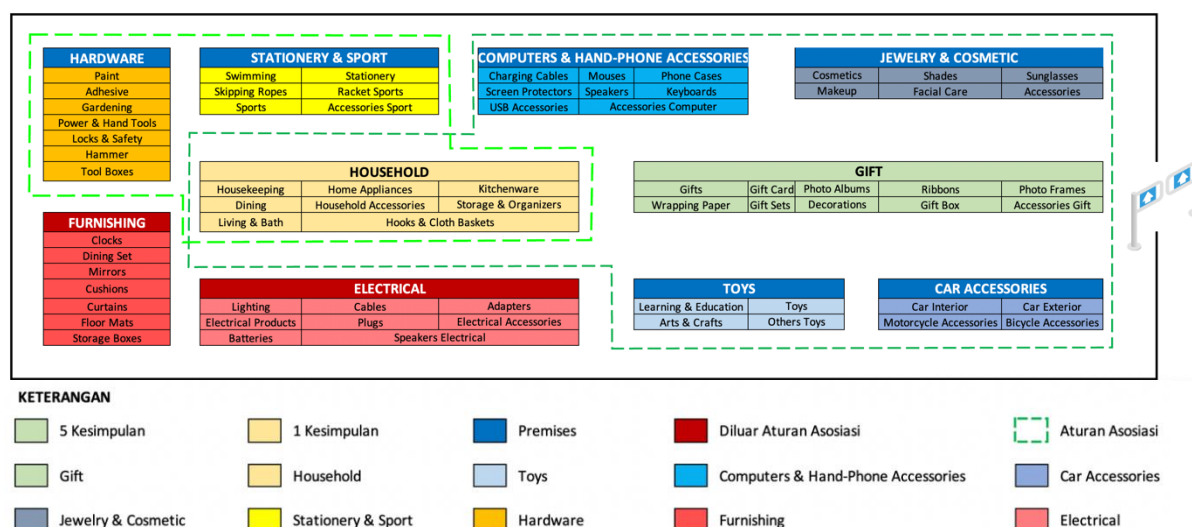 HARDWARE
Paint
Adhesive
Gardening
Power & Hand Tools
Locks & Safety
Hammer
Tool Boxes
STATIONERY & SPORT
Swimming Stationery
Skipping Ropes Racket Sports
Sports Accessories Sport
COMPUTERS & HAND-PHONE ACCESSORIES
Charging Cables Mouses Phone Cases
Screen Protectors Speakers Keyboards
USB Accessories Accessories Computer
JEWELRY & COSMETIC
Cosmetics Shades Sunglasses
Makeup Facial Care Accessories
HOUSEHOLD
Housekeeping Home Appliances Kitchenware
Dining Household Accessories Storage & Organizers
Living & Bath Hooks & Cloth Baskets
GIFT
Gifts Gift Card Photo Albums Ribbons Photo Frames
Wrapping Paper Gift Sets Decorations Gift Box Accessories Gift
FURNISHING
Clocks
Dining Set
Mirrors
Cushions
Curtains
Floor Mats
Storage Boxes
ELECTRICAL
Lighting Cables Adapters
Electrical Products Plugs Electrical Accessories
Batteries Speakers Electrical
TOYS
Learning & Education Toys
Arts & Crafts Others Toys
CAR ACCESSORIES
Car Interior Car Exterior
Motorcycle Accessories Bicycle Accessories
KETERANGAN
5 Kesimpulan 1 Kesimpulan Premises Diluar Aturan Asosiasi Aturan Asosiasi
Gift Household Toys Computers & Hand-Phone Accessories Car Accessories
Jewelry & Cosmetic Stationery & Sport Hardware Furnishing Electrical